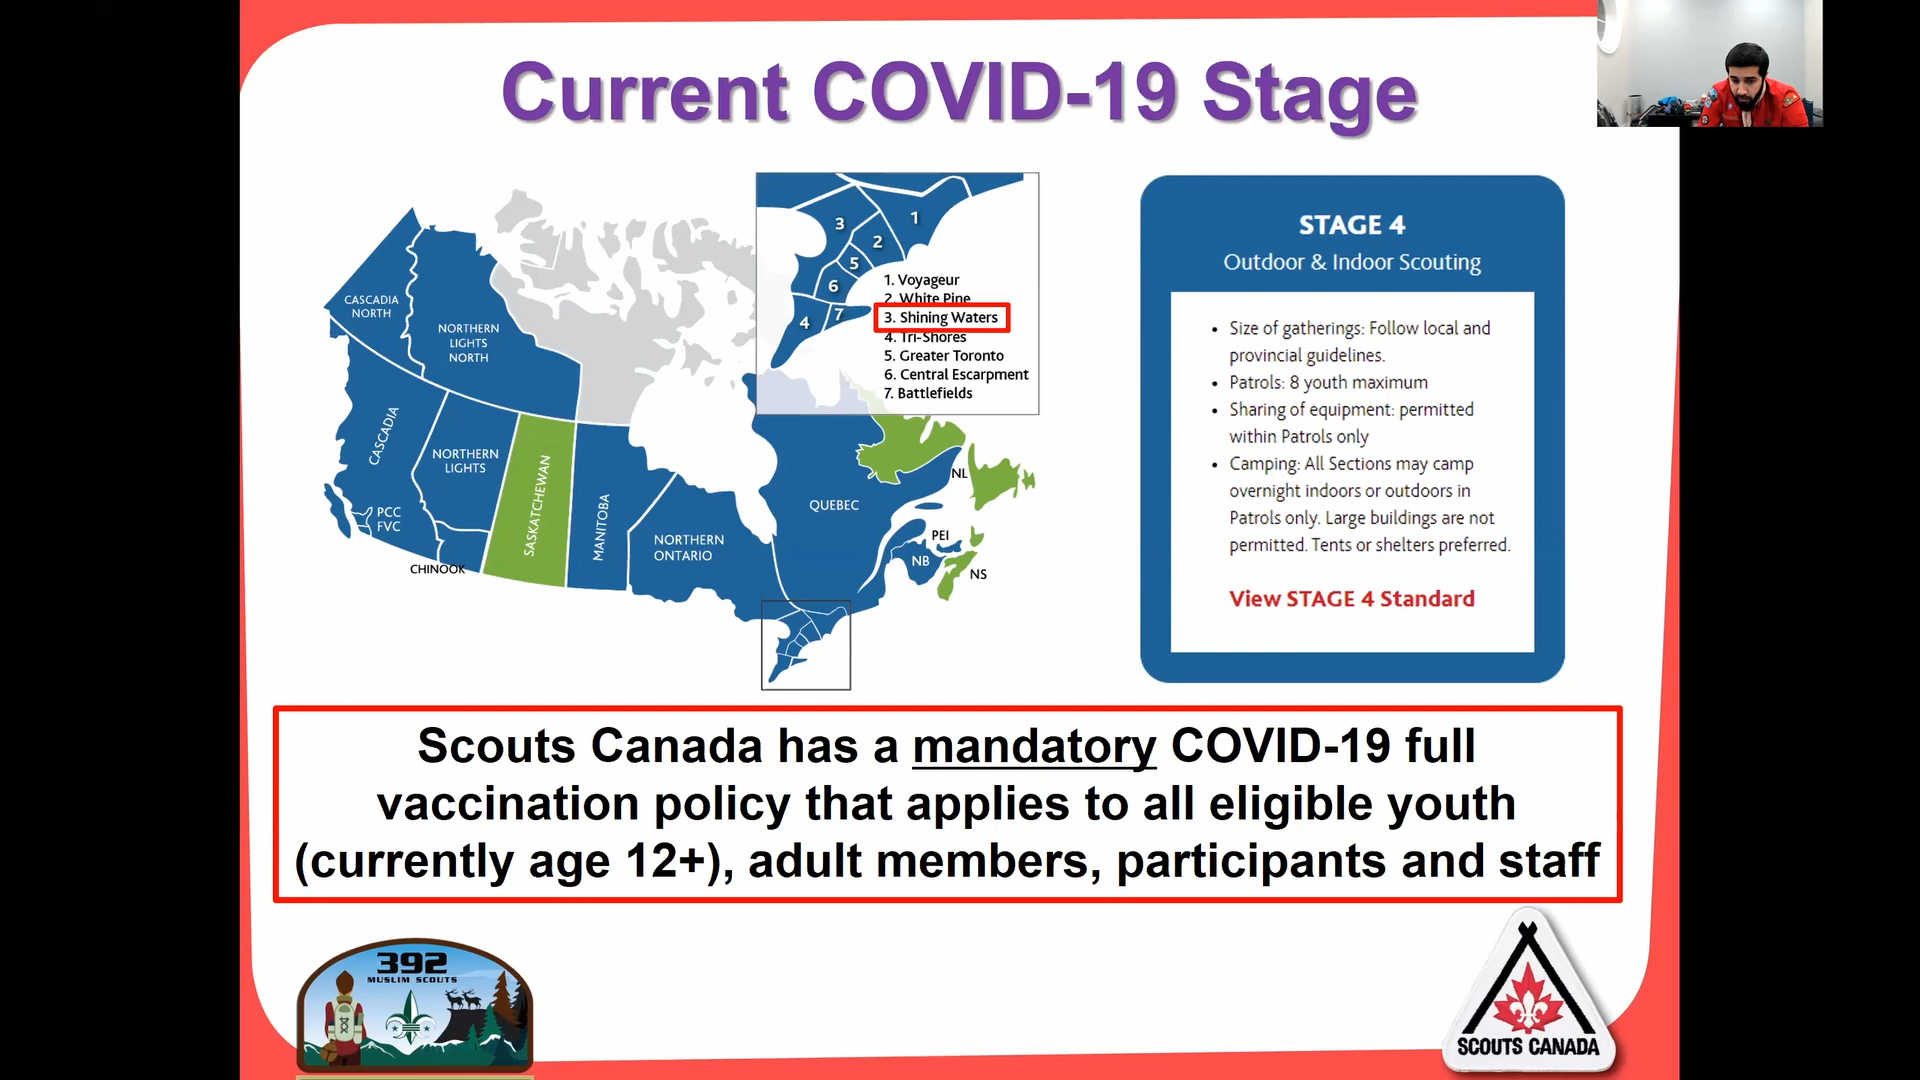 Current COVID-19 Stage
CASCADIA
NORTH
NORTHERN
LIGHTS
NORTH
CASCADIA
NORTHERN
LIGHTS
SASKATCHEWAN
MANITOBA
NORTHERN
ONTARIO
QUEBEC
NL
PEI
NB
NS
PCC
FVC
CHINOOK
3
1
2
5
6
4
7
1. Voyageur
2. White Pine
3. Shining Waters
4. Tri-Shores
5. Greater Toronto
6. Central Escarpment
7. Battlefields
STAGE 4
Outdoor & Indoor Scouting
• Size of gatherings: Follow local and
provincial guidelines.
• Patrols: 8 youth maximum
• Sharing of equipment: permitted
within Patrols only
• Camping: All Sections may camp
overnight indoors or outdoors in
Patrols only. Large buildings are not
permitted. Tents or shelters preferred.
View STAGE 4 Standard
Scouts Canada has a mandatory COVID-19 full
vaccination policy that applies to all eligible youth
(currently age 12+), adult members, participants and staff
392
MUSLIM SCOUTS
SCOUTS CANADA